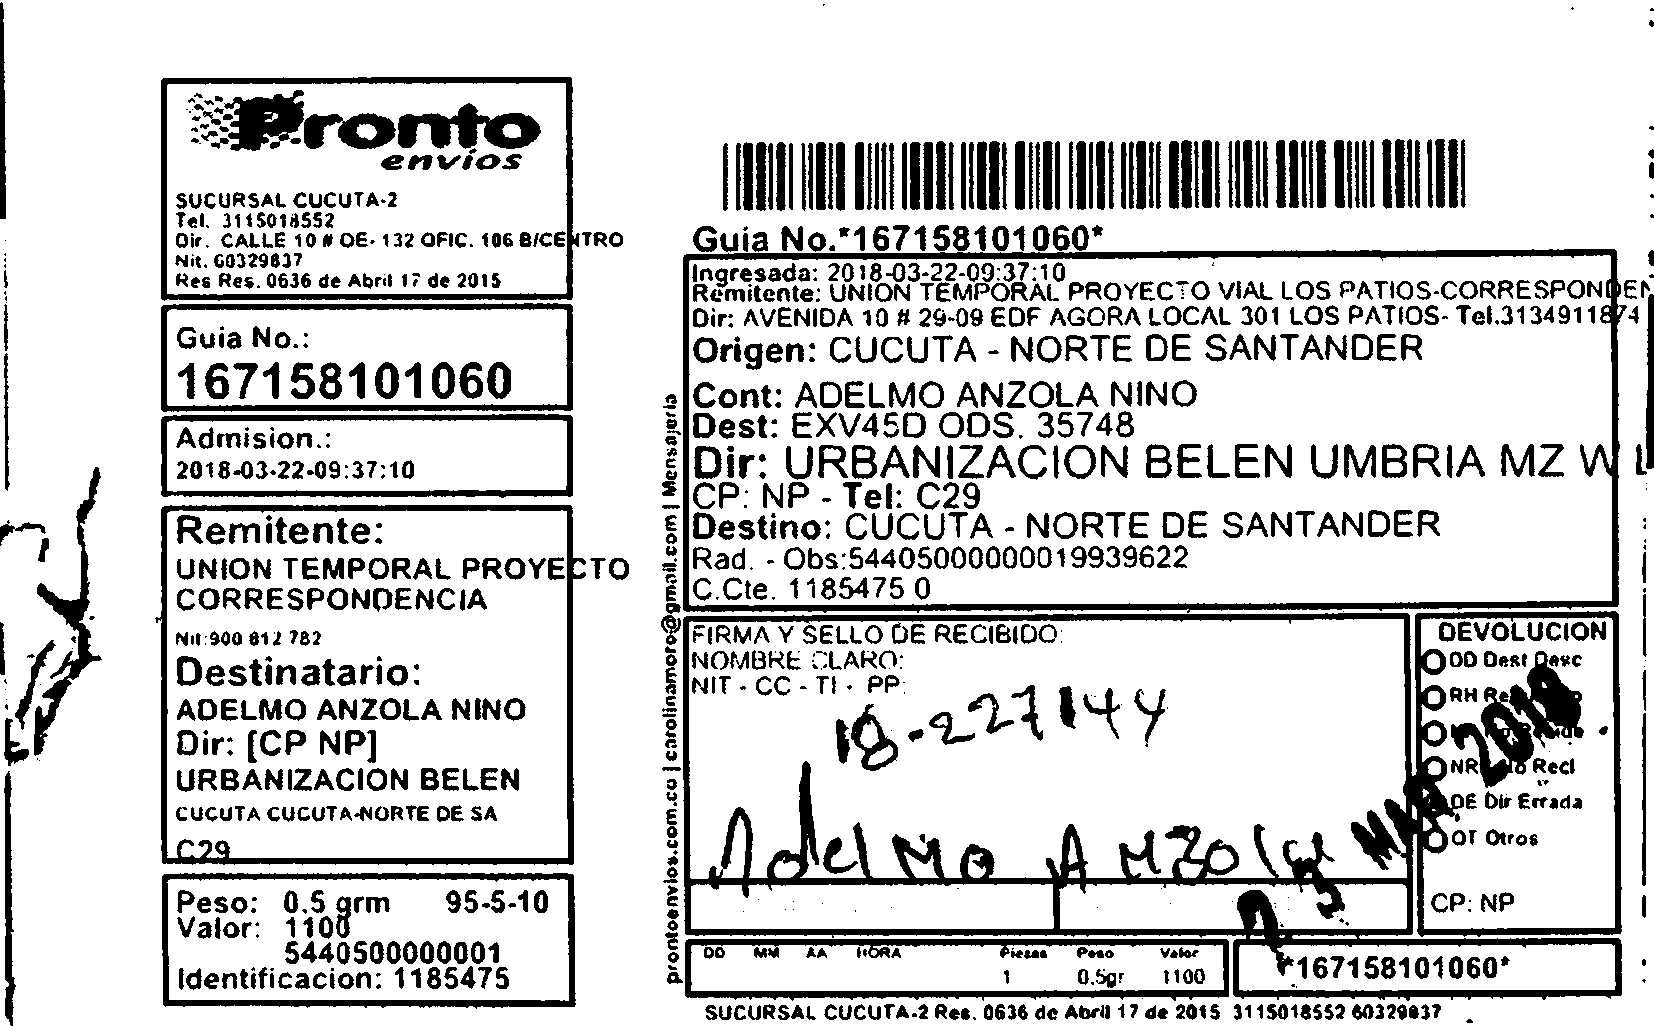 Pronto
envíos
SUCURSAL CUCUTA-2
Tel. 3115018552
Dir. CALLE 10 # OE- 132 OFIC. 106 B/CENTRO
Nit. 60329837
Res Res. 0636 de Abril 17 de 2015
Guia No.:
167158101060
Admision.:
2018-03-22-09:37:10
Remitente:
UNION TEMPORAL PROYECTO
CORRESPONDENCIA
Nit:900 812 782
Destinatario:
ADELMO ANZOLA NINO
Dir: [CP NP]
URBANIZACION BELEN
CUCUTA CUCUTA-NORTE DE SA
C29
Peso: 0.5 grm 95-5-10
Valor: 1100
5440500000001
Identificacion: 1185475
prontoenvios.com.co | carolinamoro@gmail.com | Mensajeria
Guia No.*167158101060*
Ingresada: 2018-03-22-09:37:10
Remitente: UNION TEMPORAL PROYECTO VIAL LOS PATIOS-CORRESPONDEN
Dir: AVENIDA 10 # 29-09 EDF AGORA LOCAL 301 LOS PATIOS- Tel.3134911874
Origen: CUCUTA - NORTE DE SANTANDER
Cont: ADELMO ANZOLA NINO
Dest: EXV45D ODS. 35748
Dir: URBANIZACION BELEN UMBRIA MZ W L
CP: NP - Tel: C29
Destino: CUCUTA - NORTE DE SANTANDER
Rad. - Obs:54405000000019939622
C.Cte. 1185475 0
FIRMA Y SELLO DE RECIBIDO:
NOMBRE CLARO:
NIT - CC - TI - PP:
18-227144
Adelmo Anzola
MAR 2018
DEVOLUCION
DD Dest Desc
RH
NR No Recl
DE Dir Errada
OT Otros
CP: NP
DD MM AA HORA Piezas Peso Valor
1 0.5gr 1100
*167158101060*
SUCURSAL CUCUTA-2 Res. 0636 de Abril 17 de 2015 3115018552 60329837